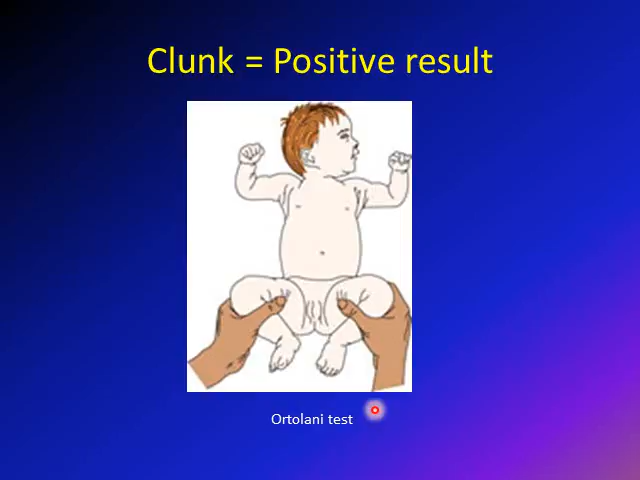 Clunk = Positive result
Ortolani test